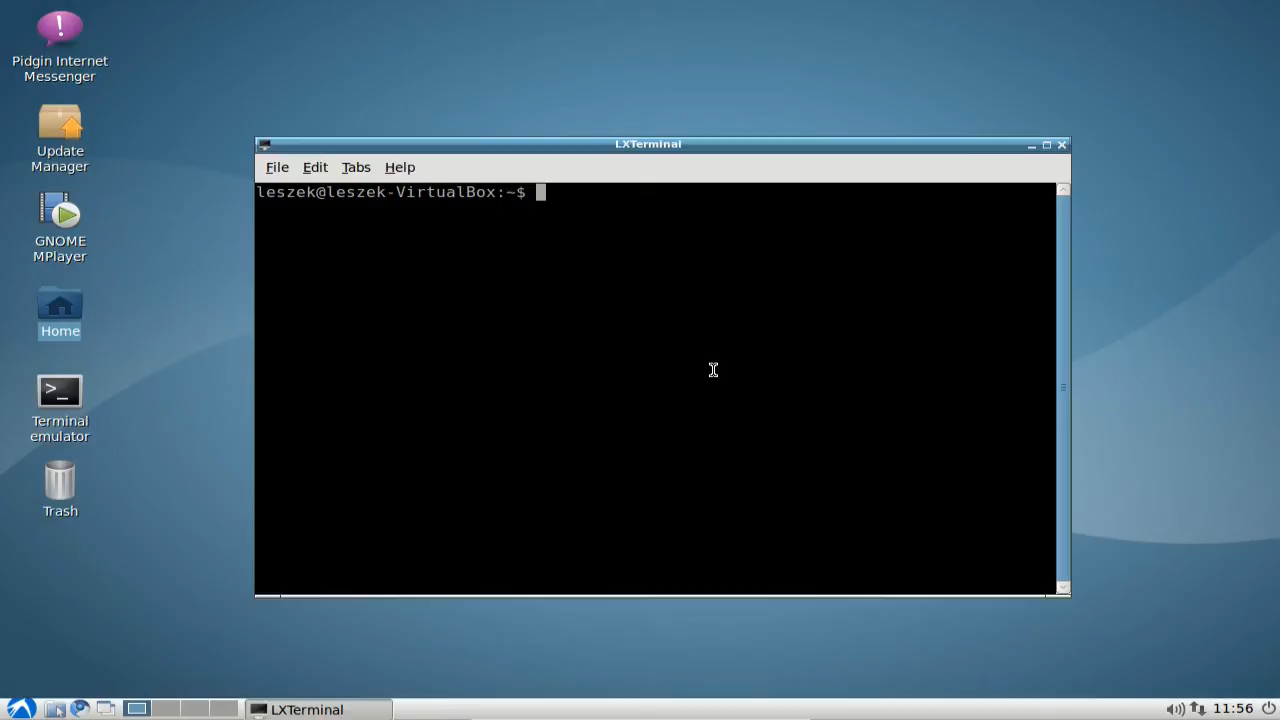 Pidgin Internet
Messenger
Update
Manager
GNOME
MPlayer
Home
>_
Terminal
emulator
Trash
LXTerminal
File Edit Tabs Help
leszek@leszek-VirtualBox:~$
LXTerminal
11:56